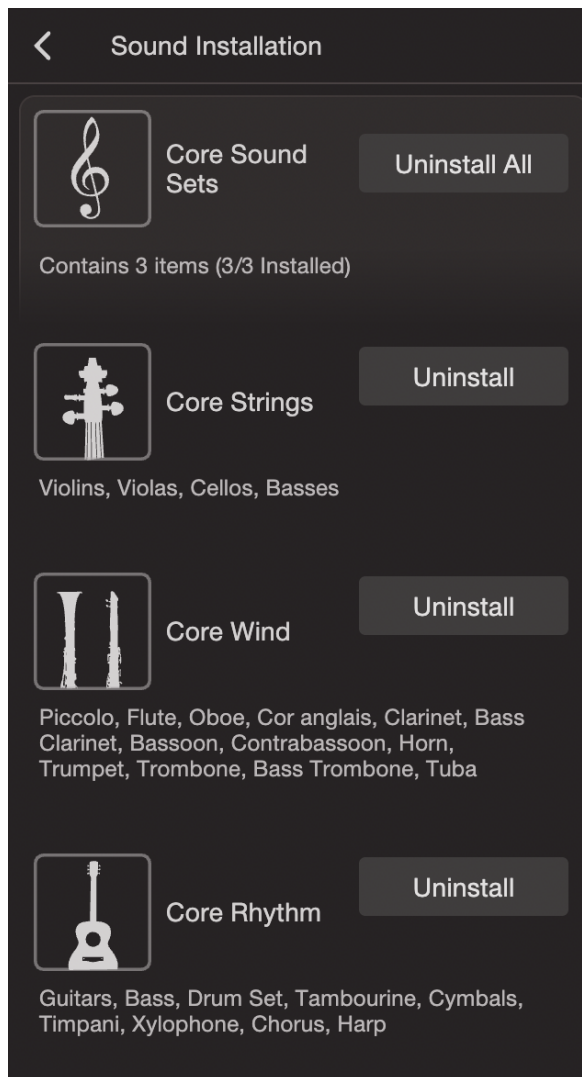 Sound Installation
Core Sound
Sets
Uninstall All
Contains 3 items (3/3 Installed)
Core Strings
Uninstall
Violins, Violas, Cellos, Basses
Core Wind
Uninstall
Piccolo, Flute, Oboe, Cor anglais, Clarinet, Bass
Clarinet, Bassoon, Contrabassoon, Horn,
Trumpet, Trombone, Bass Trombone, Tuba
Core Rhythm
Uninstall
Guitars, Bass, Drum Set, Tambourine, Cymbals,
Timpani, Xylophone, Chorus, Harp